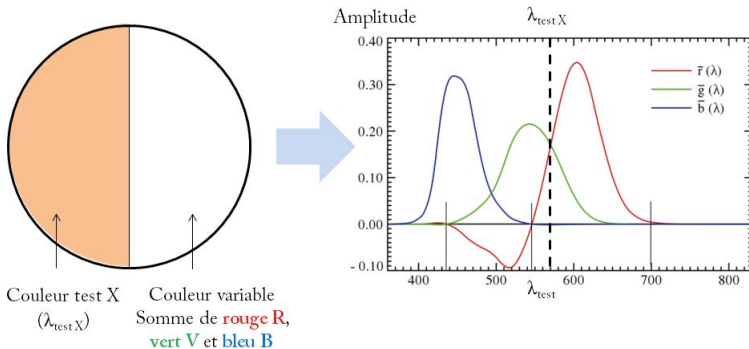 Amplitude
λtest X
0.40
0.30
0.20
0.10
0.00
- 0.10
r̅ (λ)
g̅ (λ)
b̅ (λ)
400
500
600
700
800
λtest
Couleur test X
(λtest X)
Couleur variable
Somme de rouge R,
vert V et bleu B